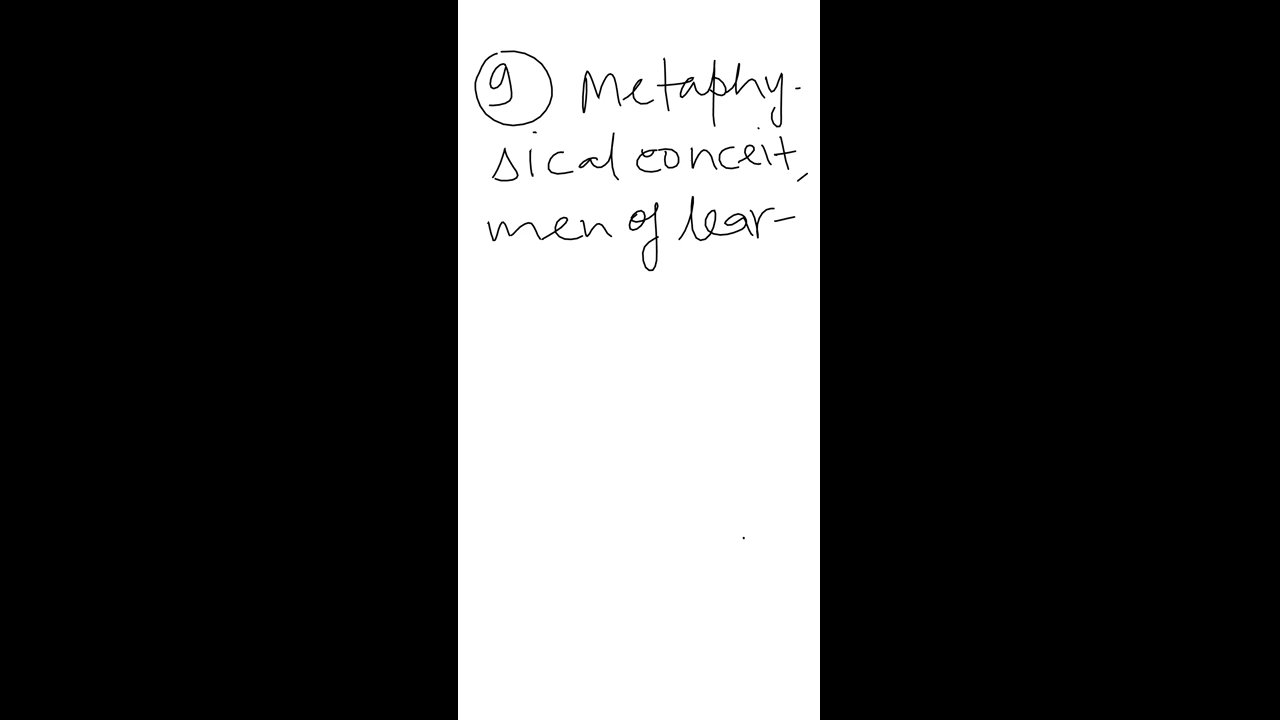 9 Metaphy-
sical conceit,
men of lear-